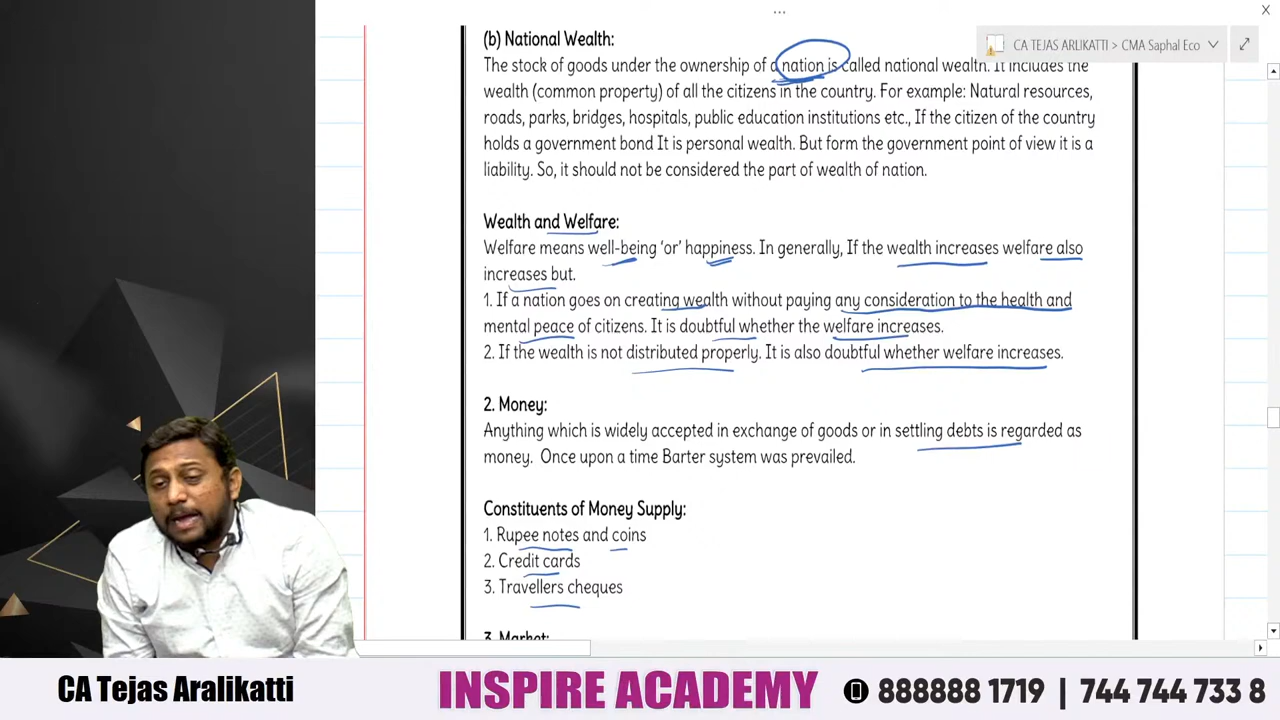 ...
x
(b) National Wealth:
CA TEJAS ARLIKATTI > CMA Saphal Eco
The stock of goods under the ownership of a nation is called national wealth. It includes the
wealth (common property) of all the citizens in the country. For example: Natural resources,
roads, parks, bridges, hospitals, public education institutions etc., If the citizen of the country
holds a government bond It is personal wealth. But form the government point of view it is a
liability. So, it should not be considered the part of wealth of nation.
Wealth and Welfare:
Welfare means well-being ‘or’ happiness. In generally, If the wealth increases welfare also
increases but.
1. If a nation goes on creating wealth without paying any consideration to the health and
mental peace of citizens. It is doubtful whether the welfare increases.
2. If the wealth is not distributed properly. It is also doubtful whether welfare increases.
2. Money:
Anything which is widely accepted in exchange of goods or in settling debts is regarded as
money. Once upon a time Barter system was prevailed.
Constituents of Money Supply:
1. Rupee notes and coins
2. Credit cards
3. Travellers cheques
3. Market:
CA Tejas Aralikatti
INSPIRE ACADEMY
888888 1719 | 744 744 733 8